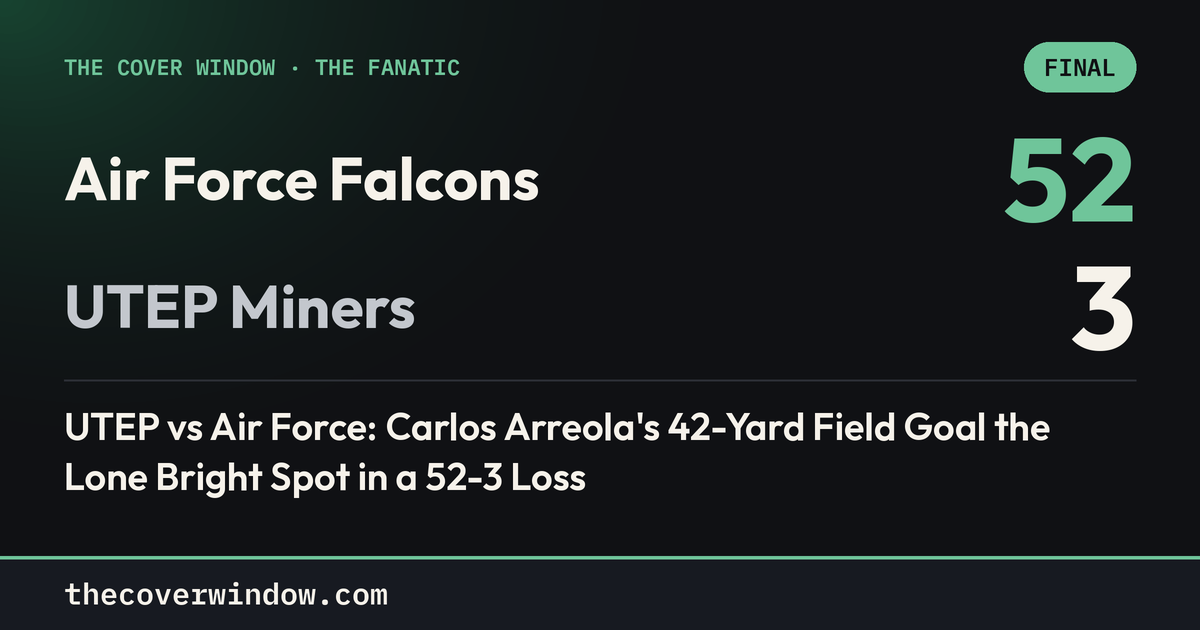 THE COVER WINDOW · THE FANATIC
FINAL
Air Force Falcons
52
UTEP Miners
3
UTEP vs Air Force: Carlos Arreola's 42-Yard Field Goal the
Lone Bright Spot in a 52-3 Loss
thecoverwindow.com